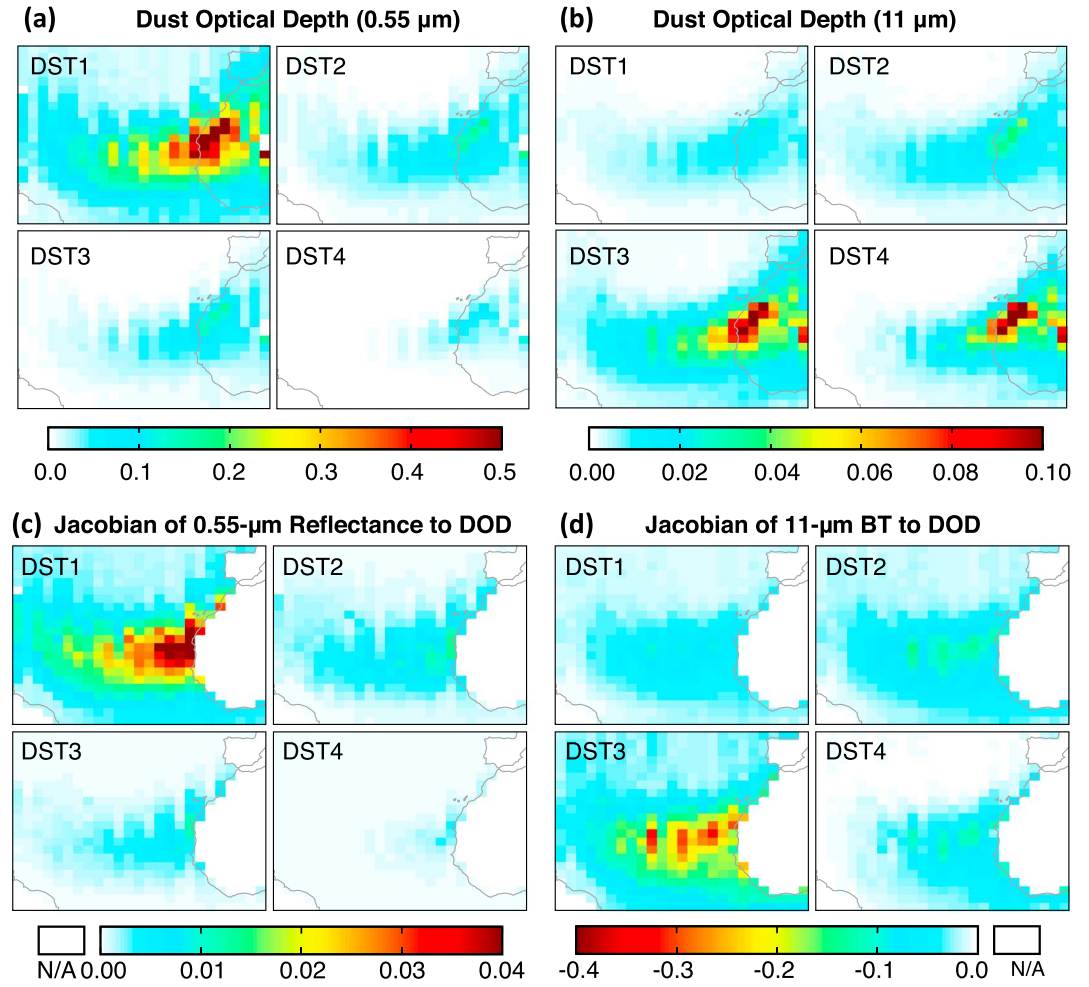 (a) Dust Optical Depth (0.55 µm)
DST1
DST2
DST3
DST4
0.0 0.1 0.2 0.3 0.4 0.5
(b) Dust Optical Depth (11 µm)
DST1
DST2
DST3
DST4
0.00 0.02 0.04 0.06 0.08 0.10
(c) Jacobian of 0.55-µm Reflectance to DOD
DST1
DST2
DST3
DST4
N/A 0.00 0.01 0.02 0.03 0.04
(d) Jacobian of 11-µm BT to DOD
DST1
DST2
DST3
DST4
-0.4 -0.3 -0.2 -0.1 0.0 N/A